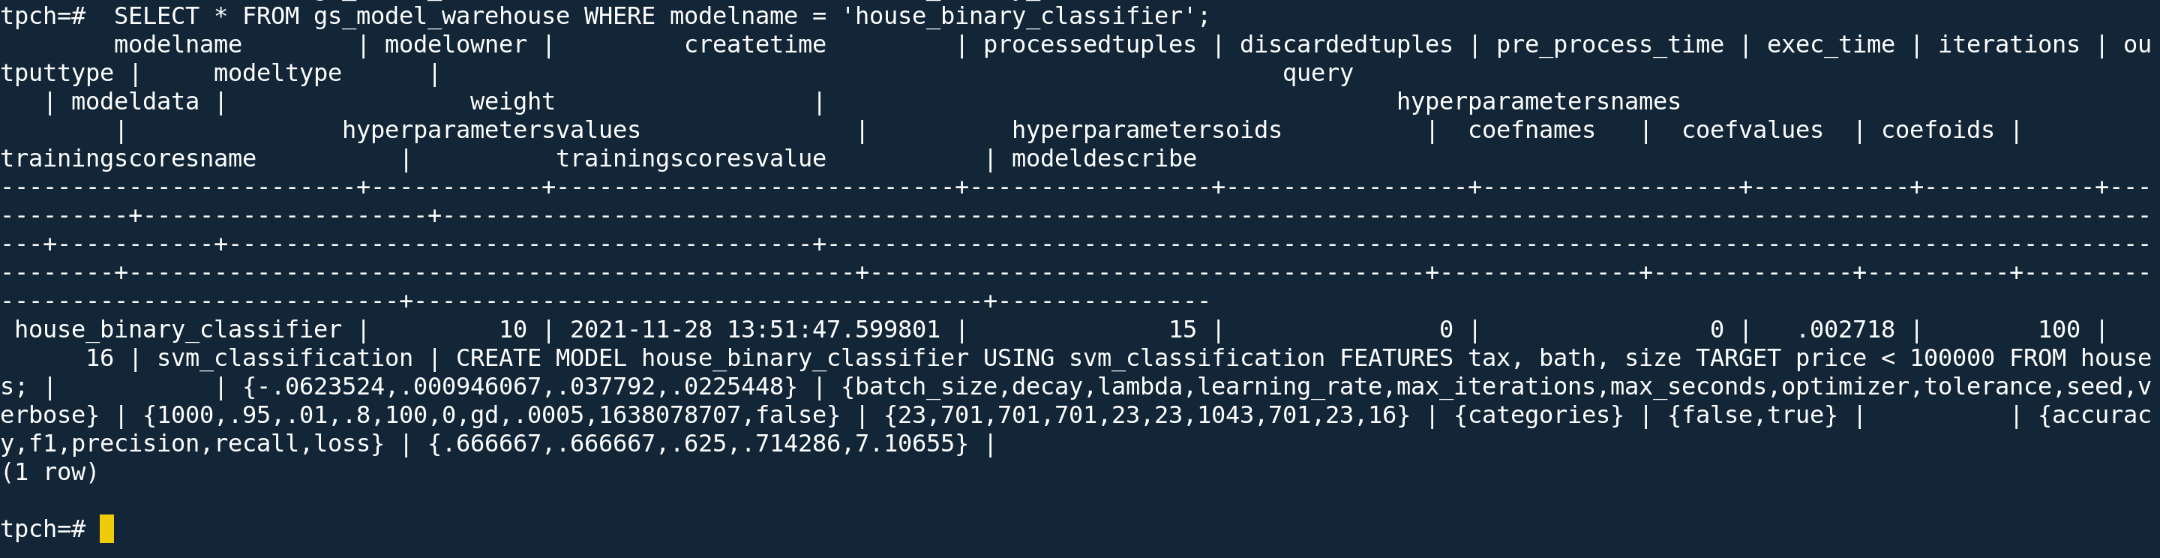 tpch=#  SELECT * FROM gs_model_warehouse WHERE modelname = 'house_binary_classifier';
        modelname        | modelowner |         createtime         | processedtuples | discardedtuples | pre_process_time | exec_time | iterations | ou
tputtype |     modeltype      |                                                           query
   | modeldata |                 weight                  |                                        hyperparametersnames
        |               hyperparametersvalues               |          hyperparametersoids          |  coefnames   |  coefvalues  | coefoids |
trainingscoresname          |          trainingscoresvalue           | modeldescribe
-------------------------+------------+----------------------------+-----------------+-----------------+------------------+-----------+------------+---
---------+--------------------+------------------------------------------------------------------------------------------------------------------------
---+-----------+-----------------------------------------+---------------------------------------------------------------------------------------------
--------+---------------------------------------------------+---------------------------------------+--------------+--------------+----------+---------
----------------------------+----------------------------------------+---------------
 house_binary_classifier |         10 | 2021-11-28 13:51:47.599801 |              15 |               0 |                0 |   .002718 |        100 |
      16 | svm_classification | CREATE MODEL house_binary_classifier USING svm_classification FEATURES tax, bath, size TARGET price < 100000 FROM house
s; |           | {-.0623524,.000946067,.037792,.0225448} | {batch_size,decay,lambda,learning_rate,max_iterations,max_seconds,optimizer,tolerance,seed,v
erbose} | {1000,.95,.01,.8,100,0,gd,.0005,1638078707,false} | {23,701,701,701,23,23,1043,701,23,16} | {categories} | {false,true} |          | {accurac
y,f1,precision,recall,loss} | {.666667,.666667,.625,.714286,7.10655} |
(1 row)
tpch=#